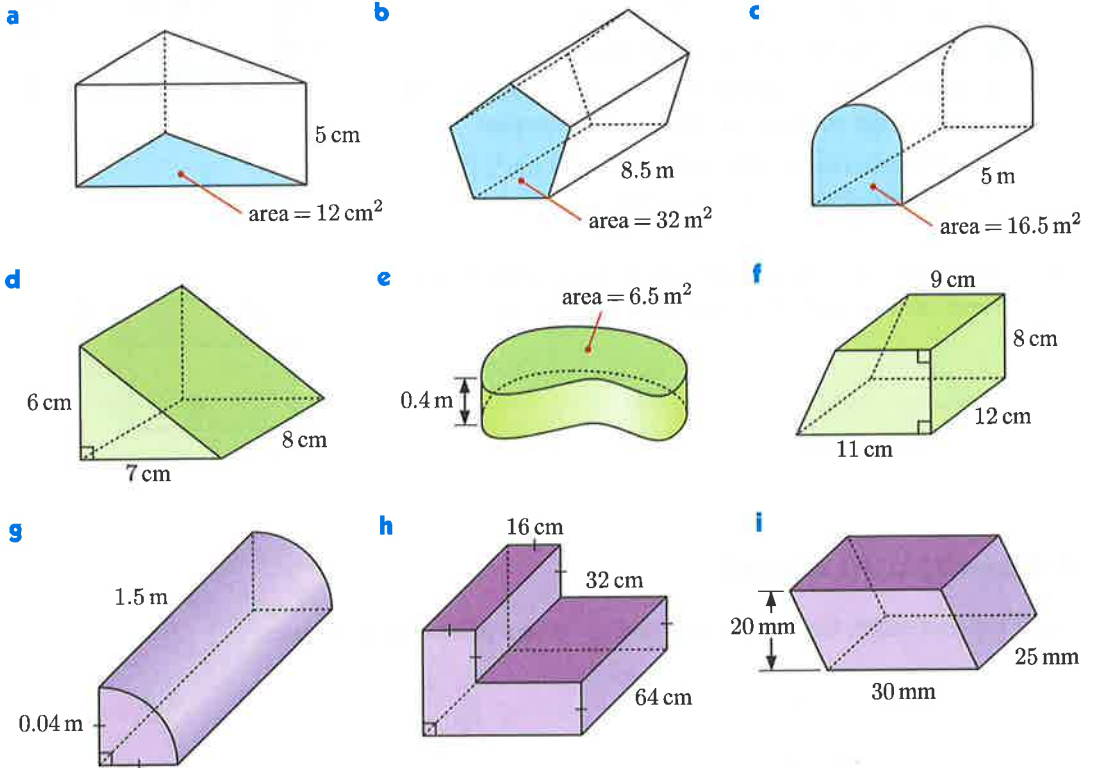 a
5 cm
area = 12 cm²
b
8.5 m
area = 32 m²
c
5 m
area = 16.5 m²
d
6 cm
8 cm
7 cm
e
area = 6.5 m²
0.4 m
f
9 cm
8 cm
12 cm
11 cm
g
1.5 m
0.04 m
h
16 cm
32 cm
64 cm
i
20 mm
25 mm
30 mm